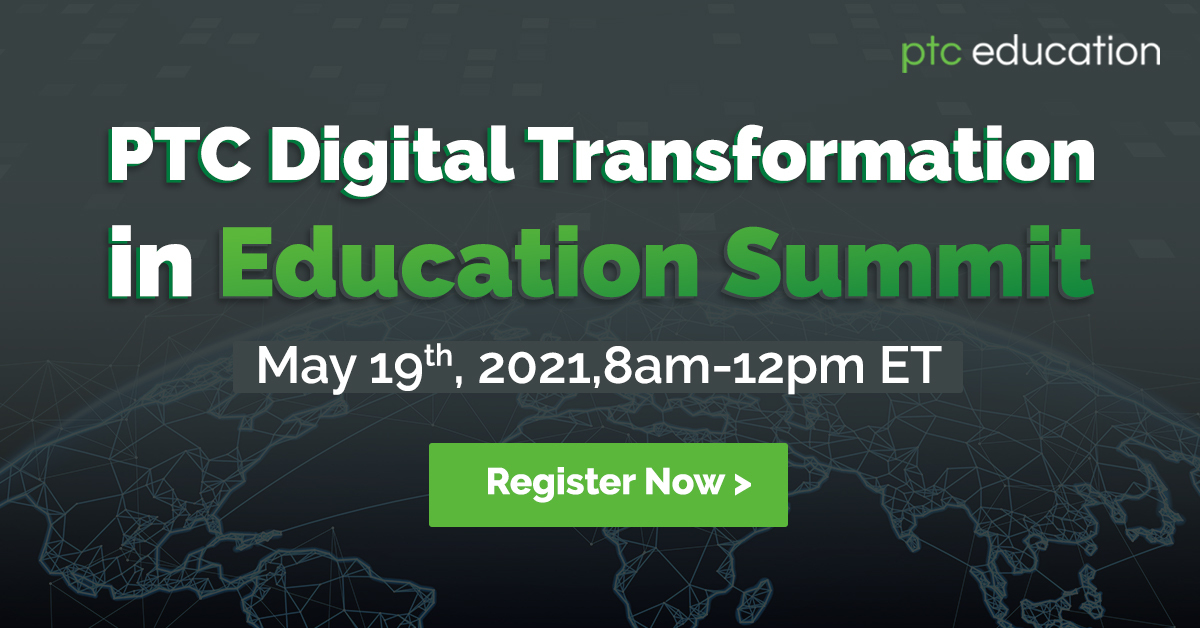 ptc education
PTC Digital Transformation
in Education Summit
May 19th, 2021,8am-12pm ET
Register Now >